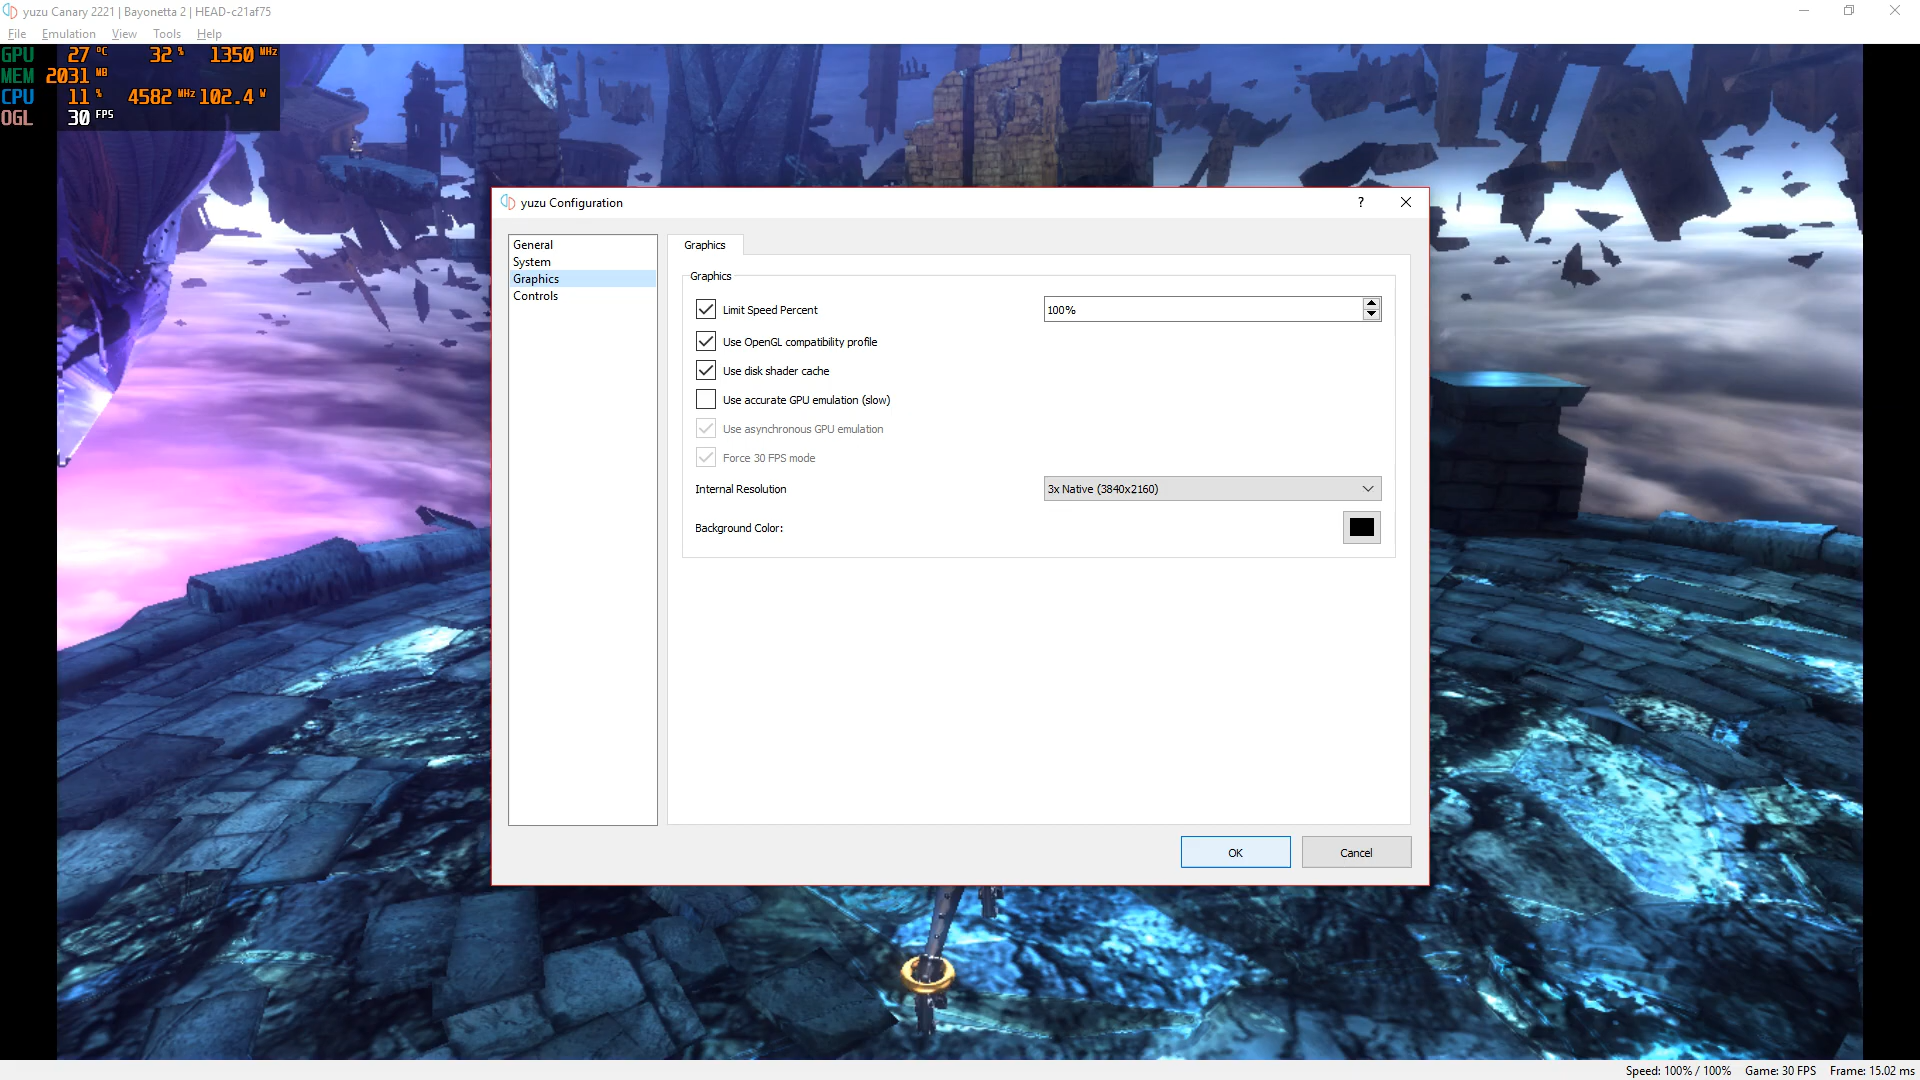 yuzu Canary 2221 | Bayonetta 2 | HEAD-c21af75
File Emulation View Tools Help
GPU 27 °C 32 % 1350 MHz
MEM 2031 MB
CPU 11 % 4582 MHz 102.4 W
OGL 30 FPS
yuzu Configuration ?
General
System
Graphics
Controls
Graphics
Graphics
Limit Speed Percent 100%
Use OpenGL compatibility profile
Use disk shader cache
Use accurate GPU emulation (slow)
Use asynchronous GPU emulation
Force 30 FPS mode
Internal Resolution 3x Native (3840x2160)
Background Color:
OK Cancel
Speed: 100% / 100% Game: 30 FPS Frame: 15.02 ms